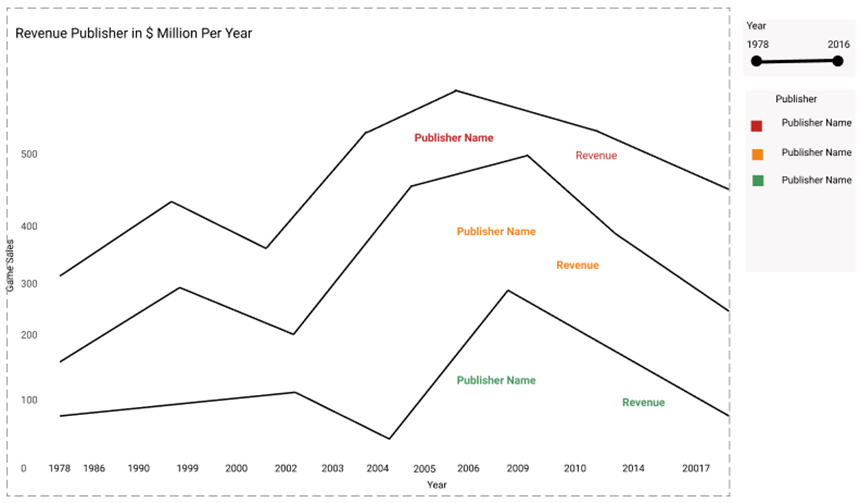 Revenue Publisher in $ Million Per Year
Year
1978 2016
Publisher
Publisher Name
Publisher Name
Publisher Name
Publisher Name
Revenue
Publisher Name
Revenue
Publisher Name
Revenue
500
400
300
200
100
0
Game Sales
1978 1986 1990 1999 2000 2002 2003 2004 2005 2006 2009 2010 2014 20017
Year